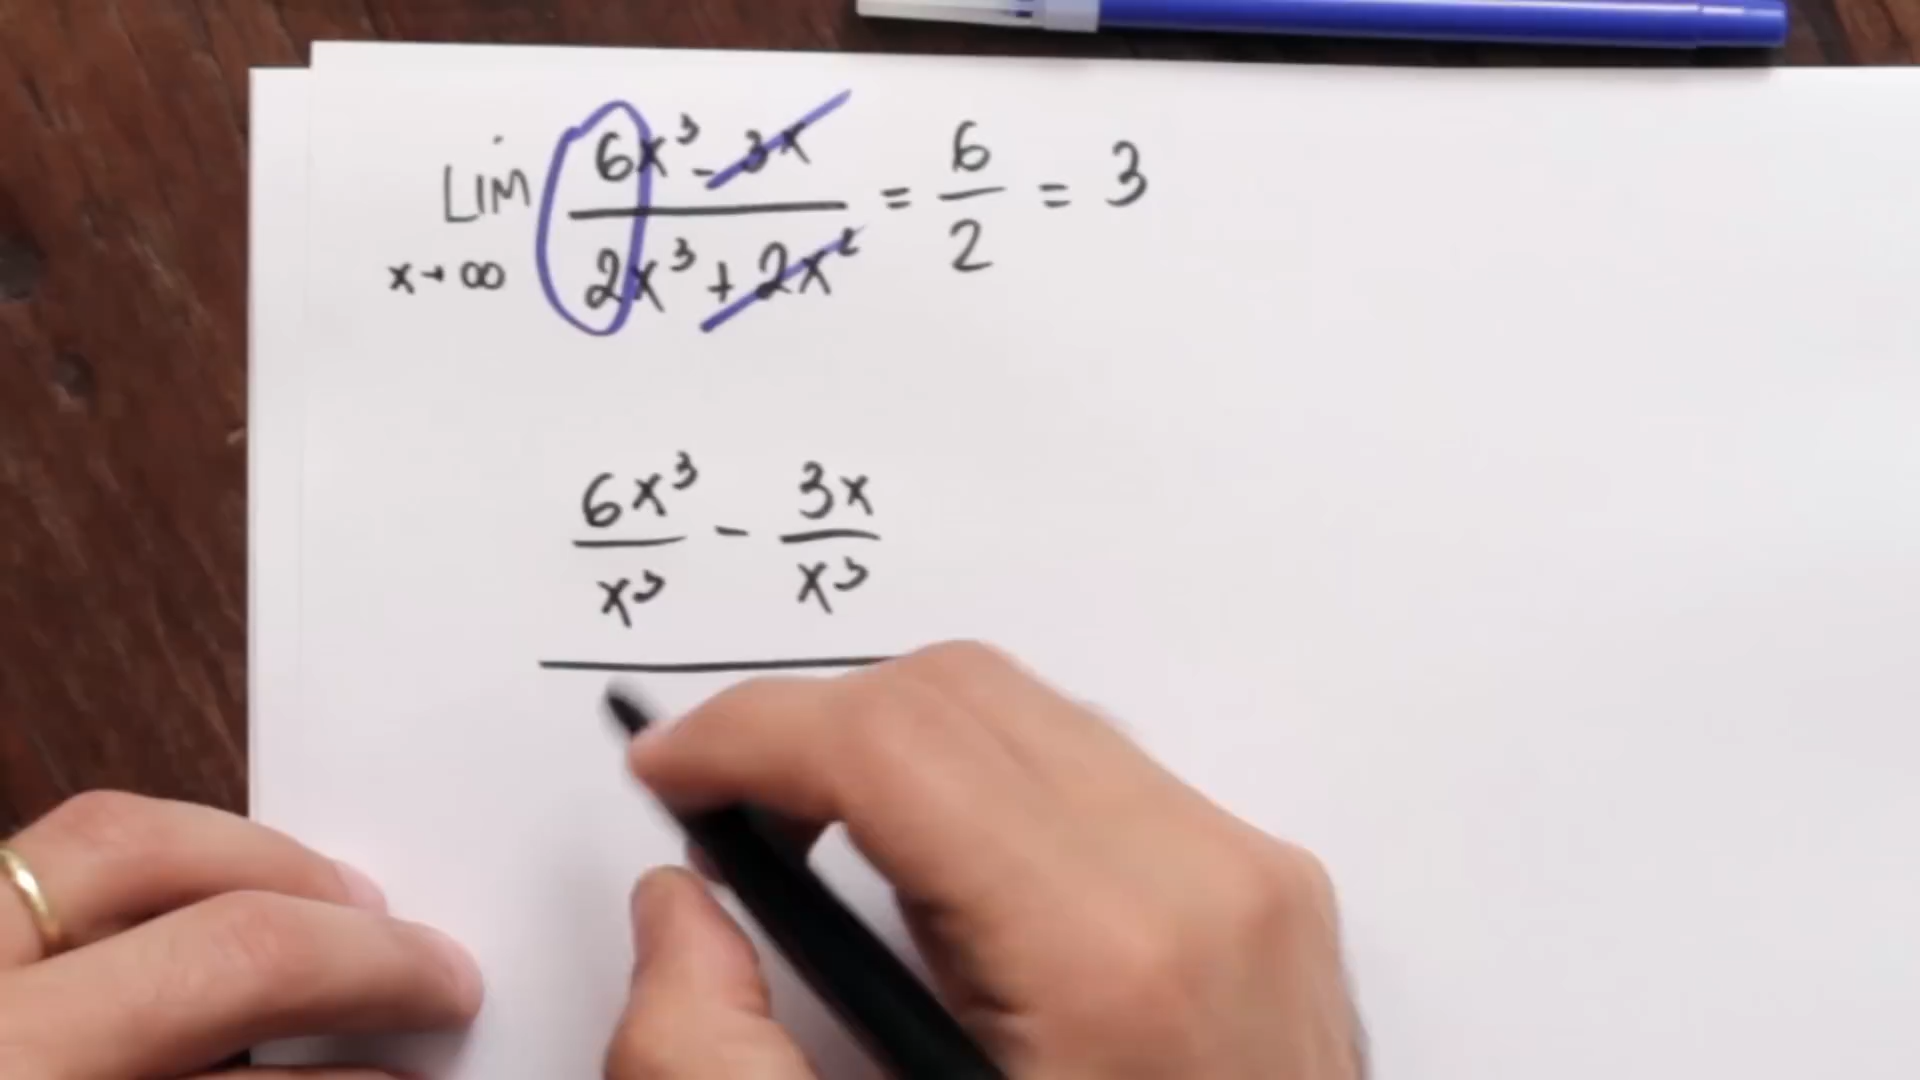 LIM x→∞ (6x³ - 3x)/(2x³ + 2x²) = 6/2 = 3
6x³/x³ - 3x/x³